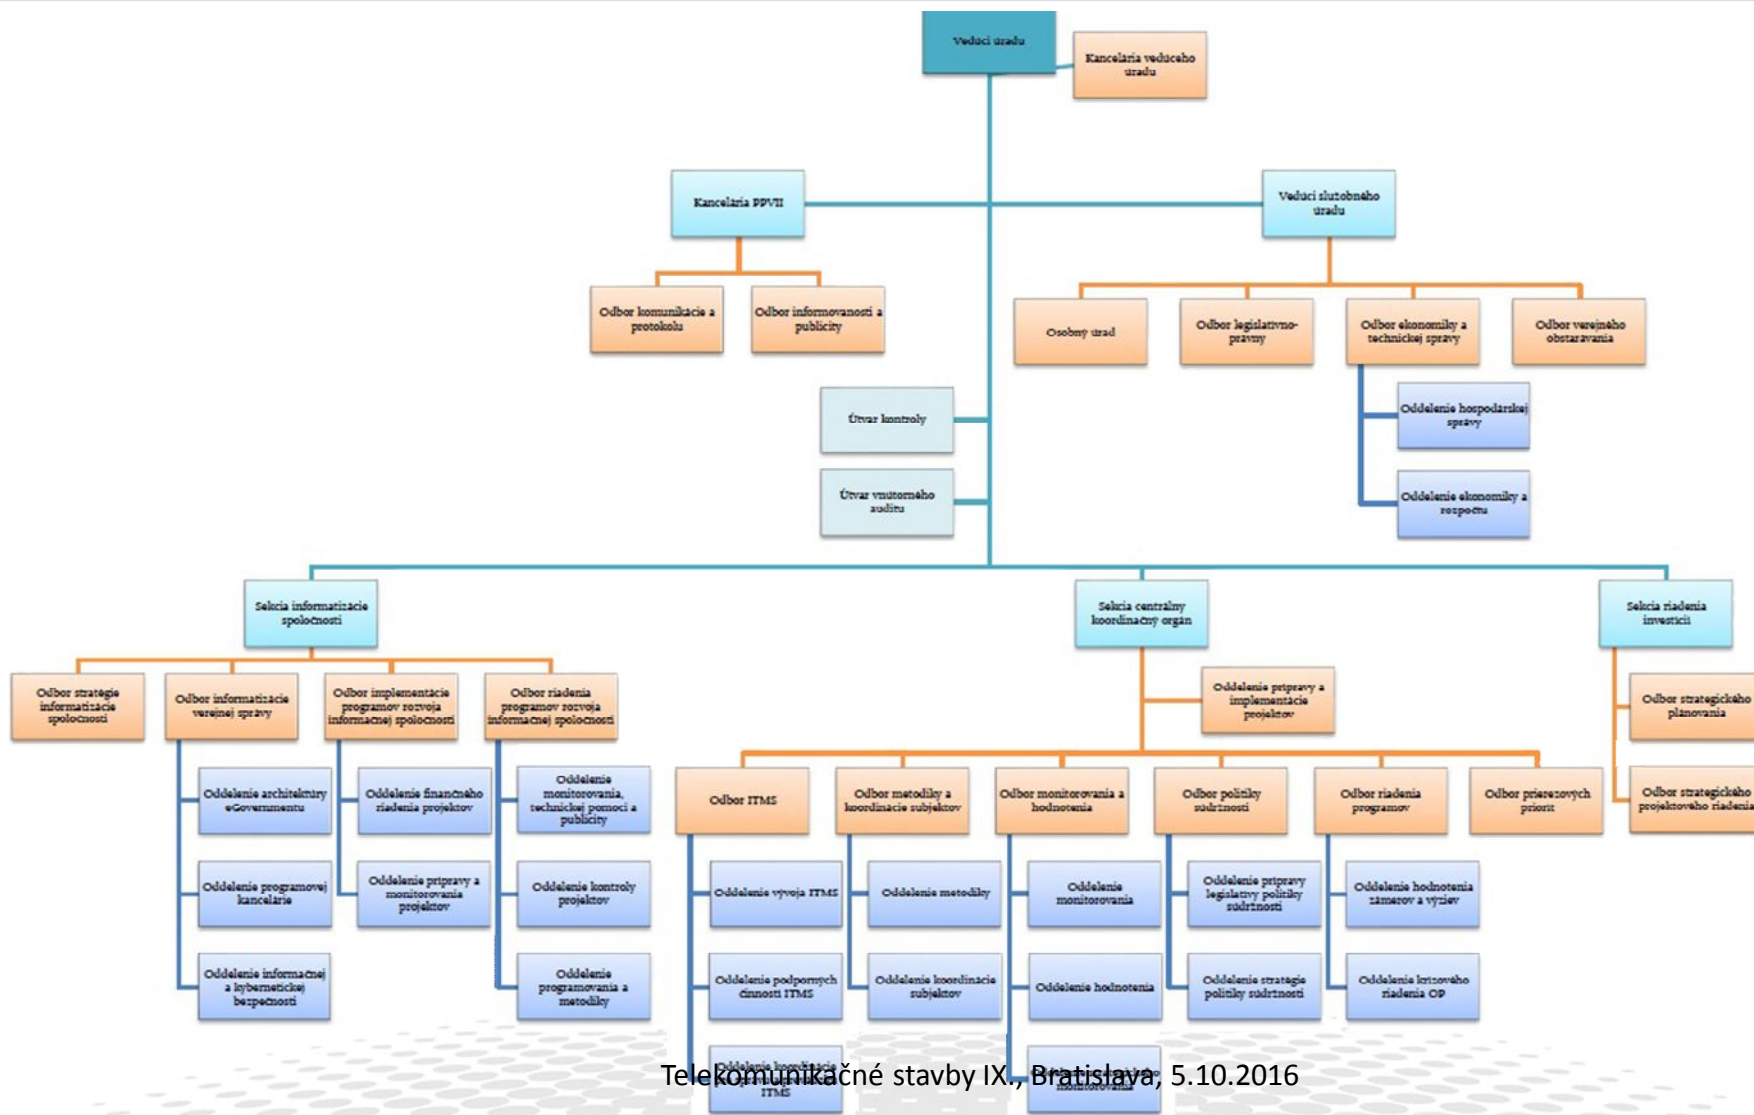 Vedúci úradu
Kancelária vedúceho
úradu
Kancelária PPVII
Vedúci služobného
úradu
Odbor komunikácie a
protokolu
Odbor informovanosti a
publicity
Osobný úrad
Odbor legislatívno-
právny
Odbor ekonomiky a
technickej správy
Odbor verejného
obstarávania
Oddelenie hospodárskej
správy
Oddelenie ekonomiky a
rozpočtu
Útvar kontroly
Útvar vnútorného
auditu
Sekcia informatizácie
spoločnosti
Sekcia centrálny
koordinačný orgán
Sekcia riadenia
investícií
Odbor stratégie
informatizácie
spoločnosti
Odbor informatizácie
verejnej správy
Odbor implementácie
programov rozvoja
informačnej spoločnosti
Odbor riadenia
programov rozvoja
informačnej spoločnosti
Oddelenie prípravy a
implementácie
projektov
Odbor strategického
plánovania
Odbor strategického
projektového riadenia
Oddelenie architektúry
eGovernmentu
Oddelenie finančného
riadenia projektov
Oddelenie
monitorovania,
technickej pomoci a
publicity
Odbor ITMS
Odbor metodiky a
koordinácie subjektov
Odbor monitorovania a
hodnotenia
Odbor politiky
súdržnosti
Odbor riadenia
programov
Odbor prierezových
priorít
Oddelenie programovej
kancelárie
Oddelenie prípravy a
monitorovania
projektov
Oddelenie kontroly
projektov
Oddelenie vývoja ITMS
Oddelenie metodiky
Oddelenie
monitorovania
Oddelenie prípravy
legislatívy politiky
súdržnosti
Oddelenie hodnotenia
zámerov a výziev
Oddelenie informačnej
a kybernetickej
bezpečnosti
Oddelenie
programovania a
metodiky
Oddelenie podporných
činností ITMS
Oddelenie koordinácie
subjektov
Oddelenie hodnotenia
Oddelenie stratégie
politiky súdržnosti
Oddelenie krízového
riadenia OP
Oddelenie koordinácie
ITMS
Oddelenie
monitorovania
Telekomunikačné stavby IX., Bratislava, 5.10.2016